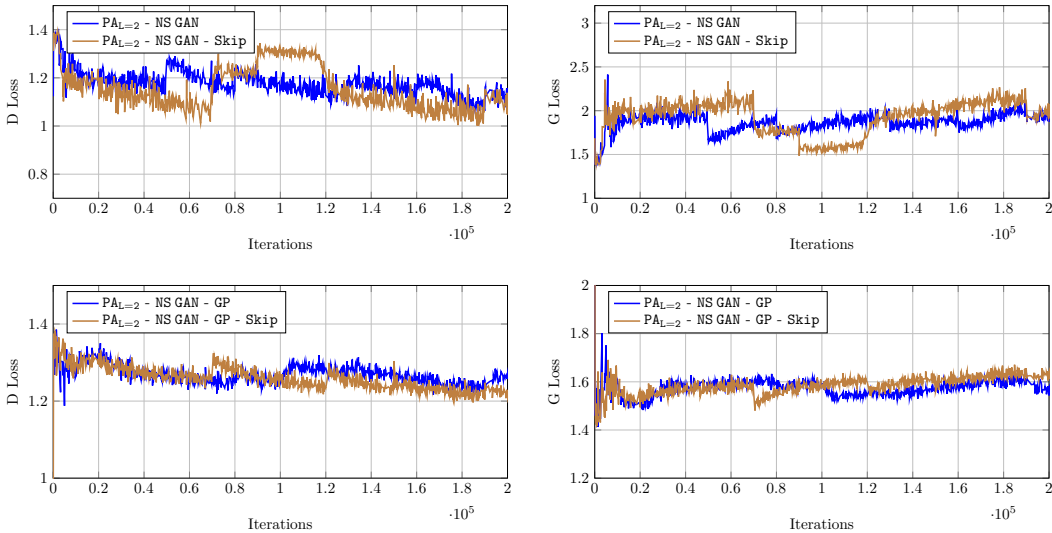 PA_L=2 - NS GAN
PA_L=2 - NS GAN - Skip
D Loss
1.4
1.2
1
0.8
0 0.2 0.4 0.6 0.8 1 1.2 1.4 1.6 1.8 2
·10^5
Iterations
PA_L=2 - NS GAN
PA_L=2 - NS GAN - Skip
G Loss
3
2.5
2
1.5
1
0 0.2 0.4 0.6 0.8 1 1.2 1.4 1.6 1.8 2
·10^5
Iterations
PA_L=2 - NS GAN - GP
PA_L=2 - NS GAN - GP - Skip
D Loss
1.4
1.2
1
0 0.2 0.4 0.6 0.8 1 1.2 1.4 1.6 1.8 2
·10^5
Iterations
PA_L=2 - NS GAN - GP
PA_L=2 - NS GAN - GP - Skip
G Loss
2
1.8
1.6
1.4
1.2
0 0.2 0.4 0.6 0.8 1 1.2 1.4 1.6 1.8 2
·10^5
Iterations